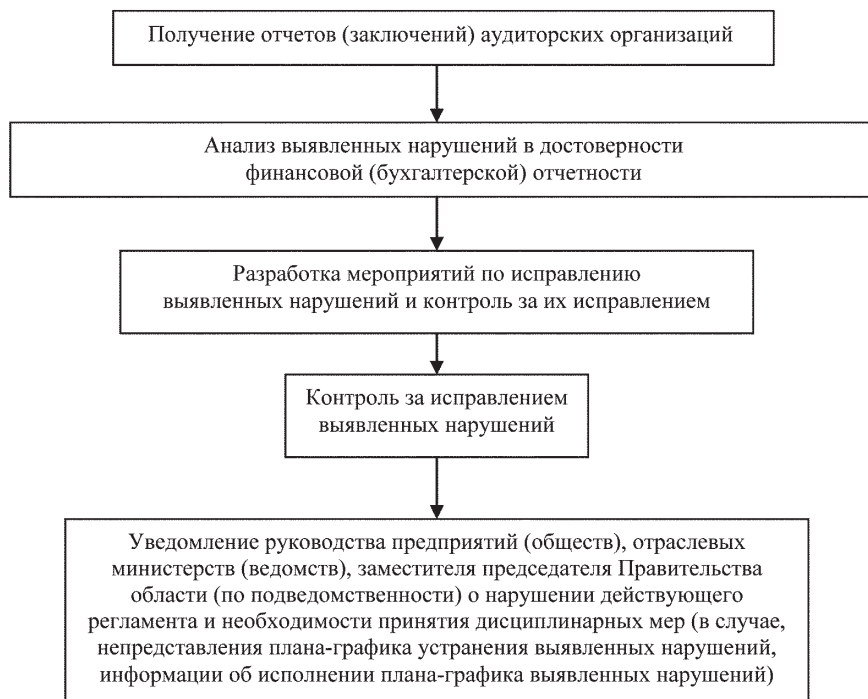 Получение отчетов (заключений) аудиторских организаций
Анализ выявленных нарушений в достоверности
финансовой (бухгалтерской) отчетности
Разработка мероприятий по исправлению
выявленных нарушений и контроль за их исправлением
Контроль за исправлением
выявленных нарушений
Уведомление руководства предприятий (обществ), отраслевых
министерств (ведомств), заместителя председателя Правительства
области (по подведомственности) о нарушении действующего
регламента и необходимости принятия дисциплинарных мер (в случае,
непредставления плана-графика устранения выявленных нарушений,
информации об исполнении плана-графика выявленных нарушений)